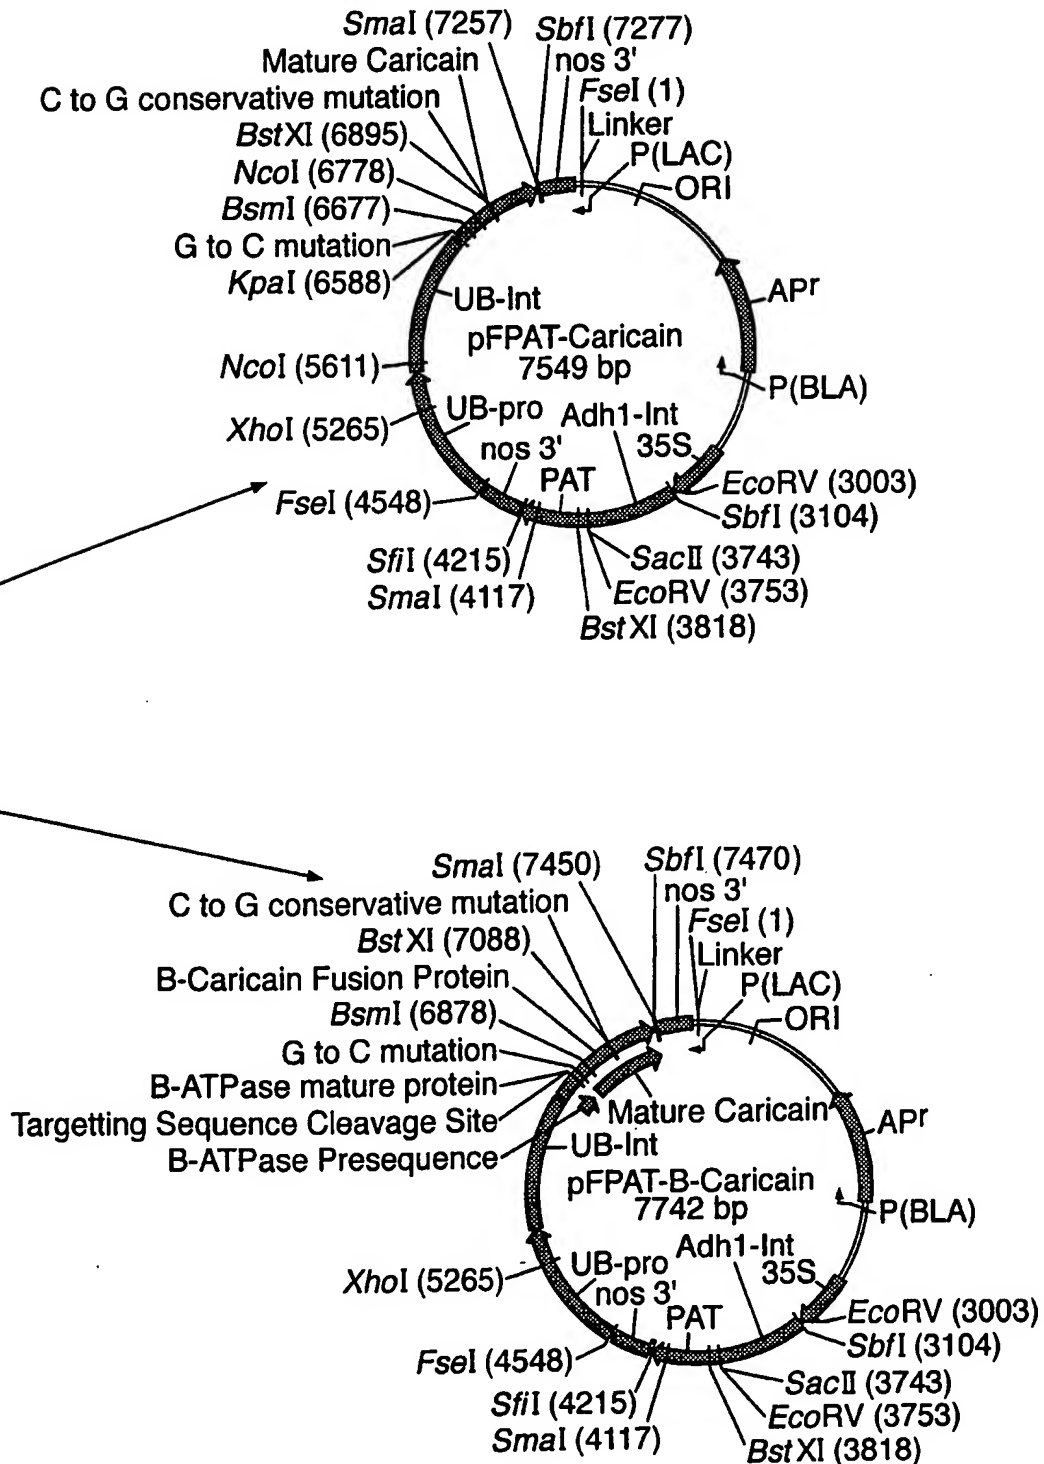 SmaI (7257)
SbfI (7277)
Mature Caricain
nos 3'
C to G conservative mutation
FseI (1)
BstXI (6895)
Linker
NcoI (6778)
P(LAC)
BsmI (6677)
ORI
G to C mutation
KpaI (6588)
APr
UB-Int
pFPAT-Caricain
7549 bp
NcoI (5611)
P(BLA)
XhoI (5265)
UB-pro
Adh1-Int
nos 3'
35S
PAT
FseI (4548)
EcoRV (3003)
SbfI (3104)
SfiI (4215)
SacII (3743)
SmaI (4117)
EcoRV (3753)
BstXI (3818)
SmaI (7450)
SbfI (7470)
nos 3'
C to G conservative mutation
FseI (1)
BstXI (7088)
Linker
B-Caricain Fusion Protein
P(LAC)
BsmI (6878)
ORI
G to C mutation
B-ATPase mature protein
Mature Caricain
Targetting Sequence Cleavage Site
APr
B-ATPase Presequence
UB-Int
pFPAT-B-Caricain
7742 bp
P(BLA)
Adh1-Int
XhoI (5265)
UB-pro
35S
nos 3'
PAT
EcoRV (3003)
FseI (4548)
SbfI (3104)
SfiI (4215)
SacII (3743)
SmaI (4117)
EcoRV (3753)
BstXI (3818)